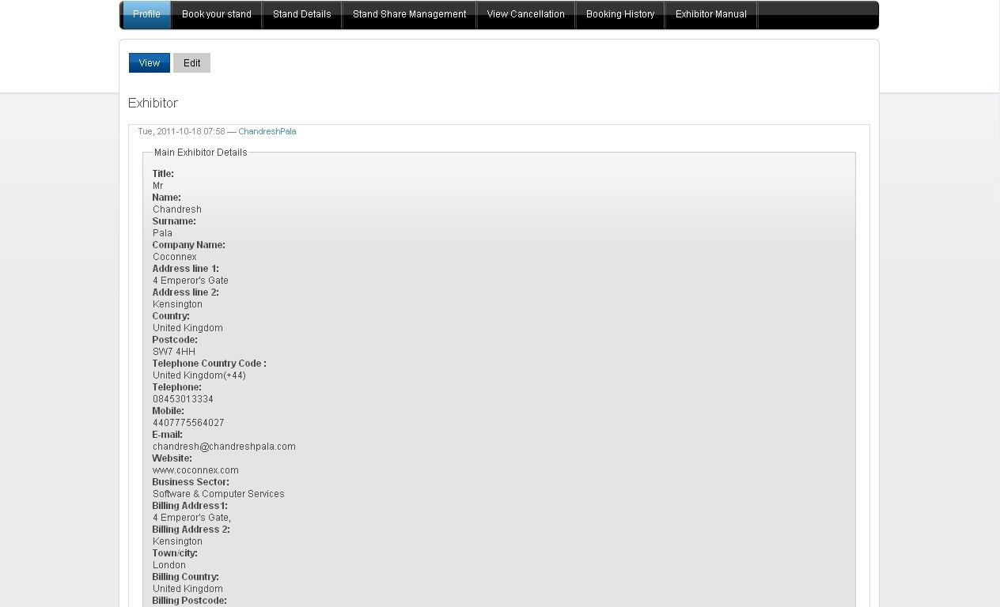 Profile Book your stand Stand Details Stand Share Management View Cancellation Booking History Exhibitor Manual
View Edit
Exhibitor
Tue, 2011-10-18 07:58 — ChandreshPala
Main Exhibitor Details
Title:
Mr
Name:
Chandresh
Surname:
Pala
Company Name:
Coconnex
Address line 1:
4 Emperor's Gate
Address line 2:
Kensington
Country:
United Kingdom
Postcode:
SW7 4HH
Telephone Country Code :
United Kingdom(+44)
Telephone:
08453013334
Mobile:
4407775564027
E-mail:
chandresh@chandreshpala.com
Website:
www.coconnex.com
Business Sector:
Software & Computer Services
Billing Address1:
4 Emperor's Gate,
Billing Address 2:
Kensington
Town/city:
London
Billing Country:
United Kingdom
Billing Postcode: